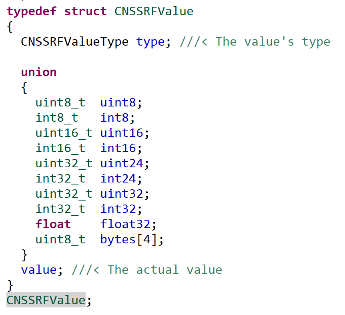 typedef struct CNSSRFValue
{
CNSSRFValueType type; ///< The value's type
union
{
uint8_t uint8;
int8_t int8;
uint16_t uint16;
int16_t int16;
uint32_t uint24;
int32_t int24;
uint32_t uint32;
int32_t int32;
float float32;
uint8_t bytes[4];
}
value; ///< The actual value
}
CNSSRFValue;